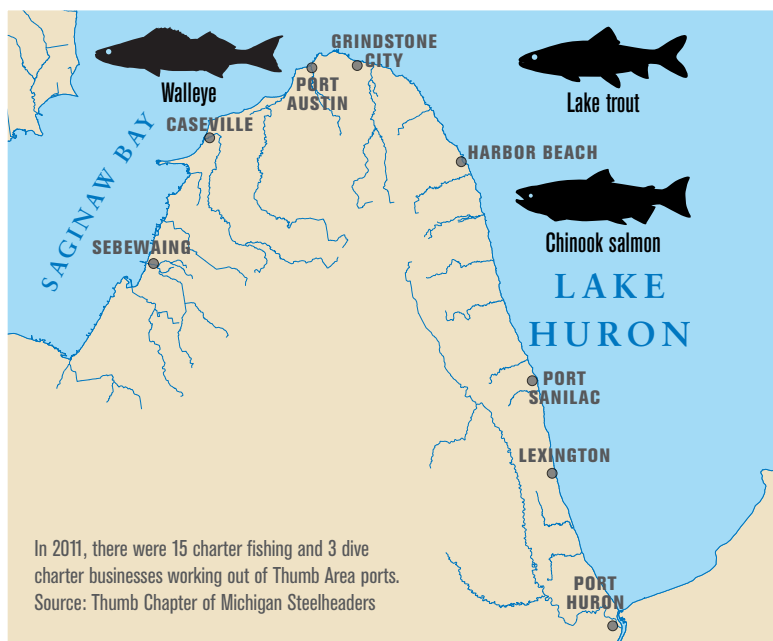 GRINDSTONE
CITY
Walleye
PORT
AUSTIN
Lake trout
CASEVILLE
HARBOR BEACH
SAGINAW BAY
Chinook salmon
SEBEWAING
LAKE
HURON
PORT
SANILAC
LEXINGTON
In 2011, there were 15 charter fishing and 3 dive
charter businesses working out of Thumb Area ports.
Source: Thumb Chapter of Michigan Steelheaders
PORT
HURON